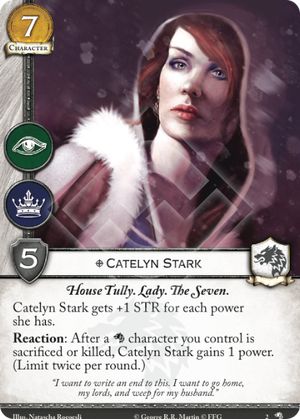 7
CHARACTER
5
CATELYN STARK
House Tully. Lady. The Seven.
Catelyn Stark gets +1 STR for each power
she has.
Reaction: After a character you control is
sacrificed or killed, Catelyn Stark gains 1 power.
(Limit twice per round.)
"I want to write an end to this. I want to go home,
my lords, and weep for my husband."
Illus. Natascha Roeoesli © George R.R. Martin © FFG 2